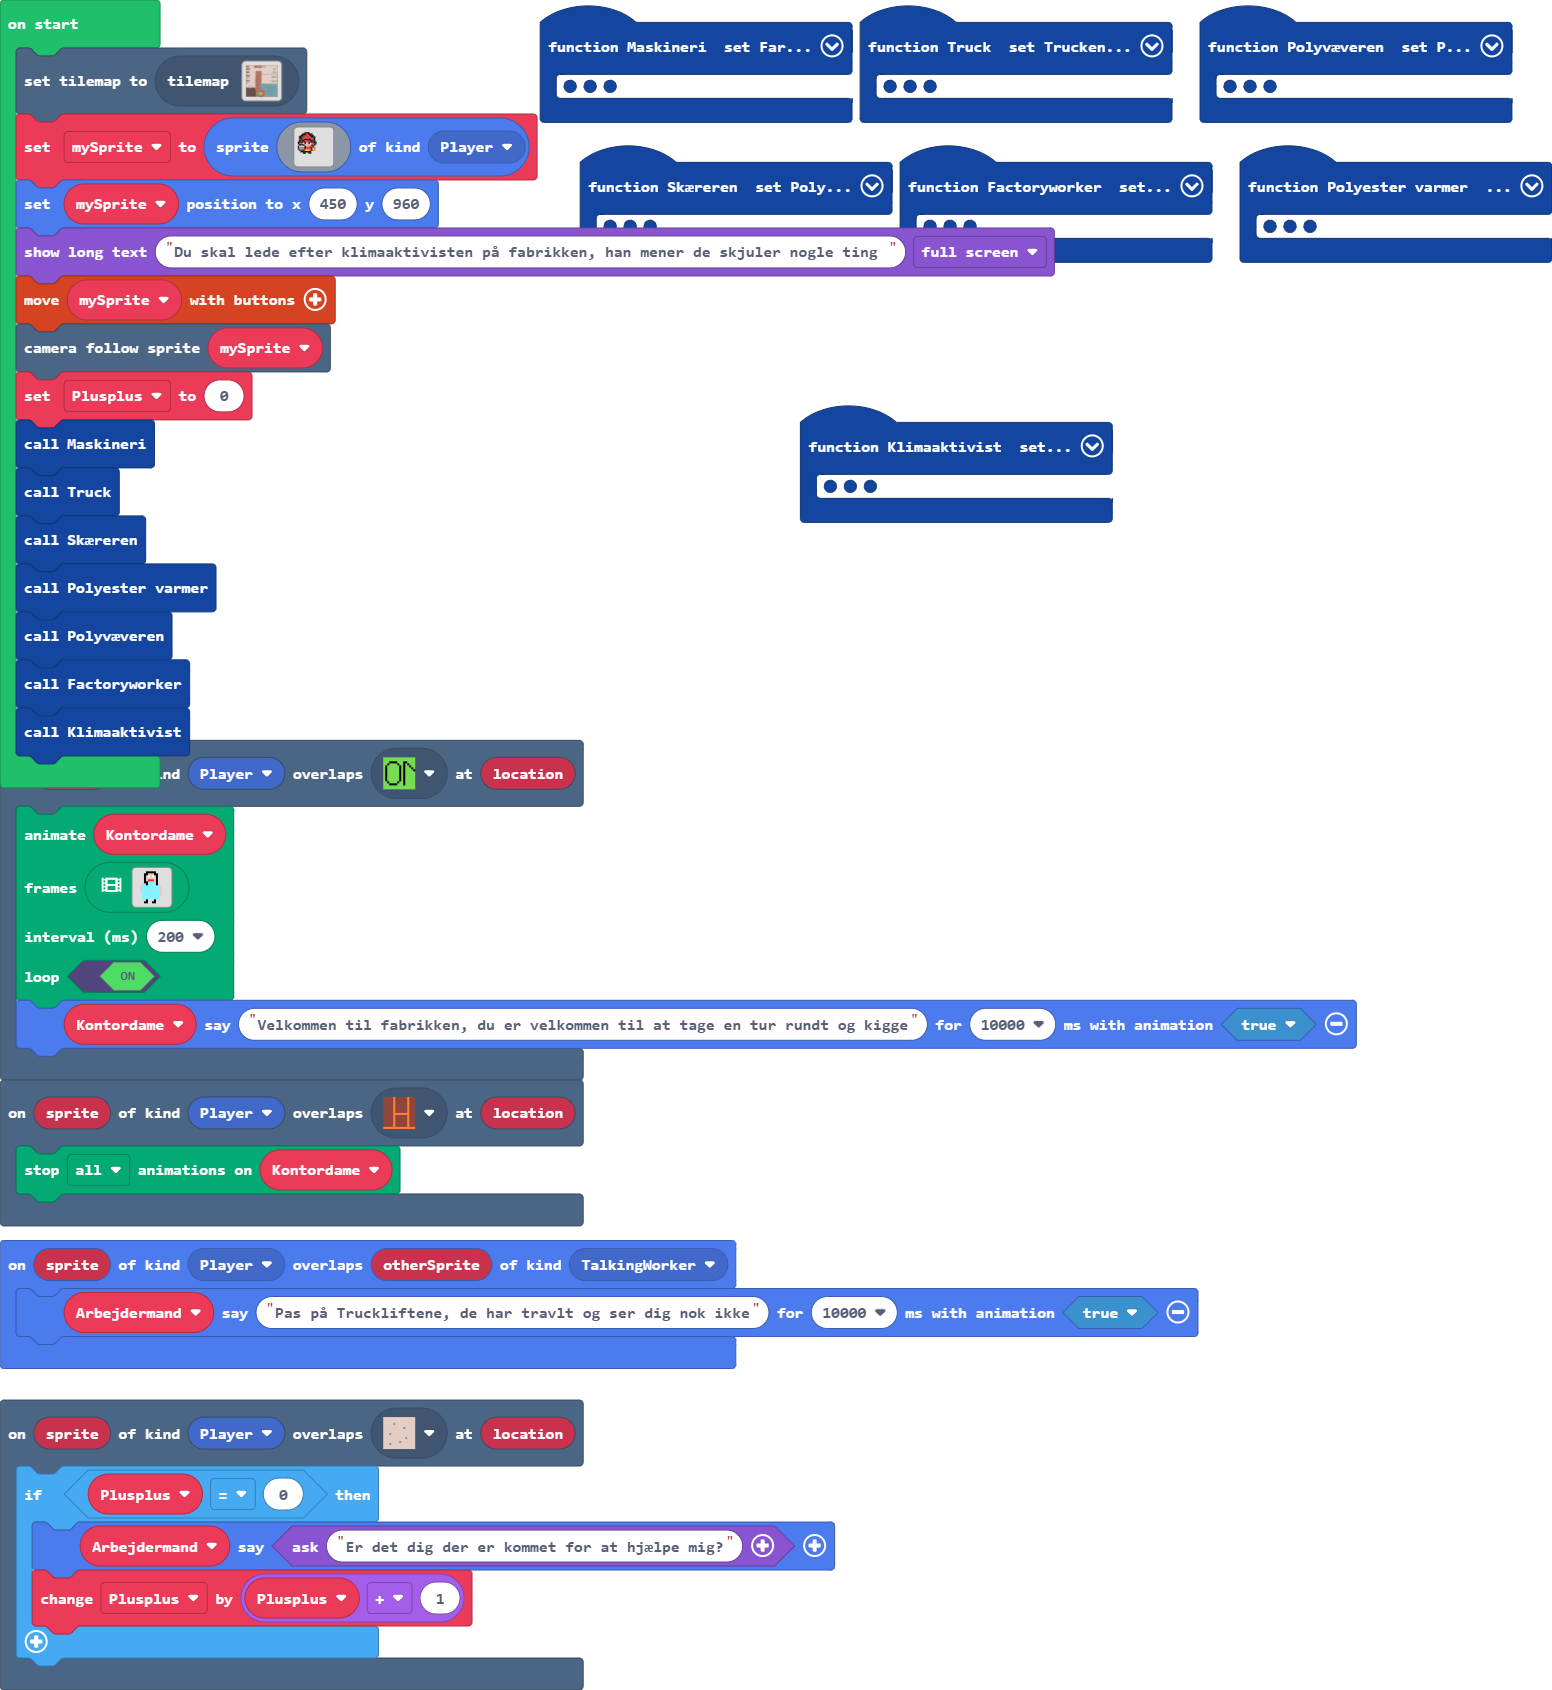 on start
set tilemap to tilemap
set mySprite to sprite of kind Player
set mySprite position to x 450 y 960
show long text "Du skal lede efter klimaaktivisten på fabrikken, han mener de skjuler nogle ting " full screen
move mySprite with buttons
camera follow sprite mySprite
set Plusplus to 0
call Maskineri
call Truck
call Skæreren
call Polyester varmer
call Polyvæveren
call Factoryworker
call Klimaaktivist
function Maskineri set Far...
function Truck set Trucken...
function Polyvæveren set P...
function Skæreren set Poly...
function Factoryworker set...
function Polyester varmer ...
function Klimaaktivist set...
nd Player overlaps ON at location
animate Kontordame
frames
interval (ms) 200
loop ON
Kontordame say "Velkommen til fabrikken, du er velkommen til at tage en tur rundt og kigge" for 10000 ms with animation true
on sprite of kind Player overlaps at location
stop all animations on Kontordame
on sprite of kind Player overlaps otherSprite of kind TalkingWorker
Arbejdermand say "Pas på Truckliftene, de har travlt og ser dig nok ikke" for 10000 ms with animation true
on sprite of kind Player overlaps at location
if Plusplus = 0 then
Arbejdermand say ask "Er det dig der er kommet for at hjælpe mig?"
change Plusplus by Plusplus + 1